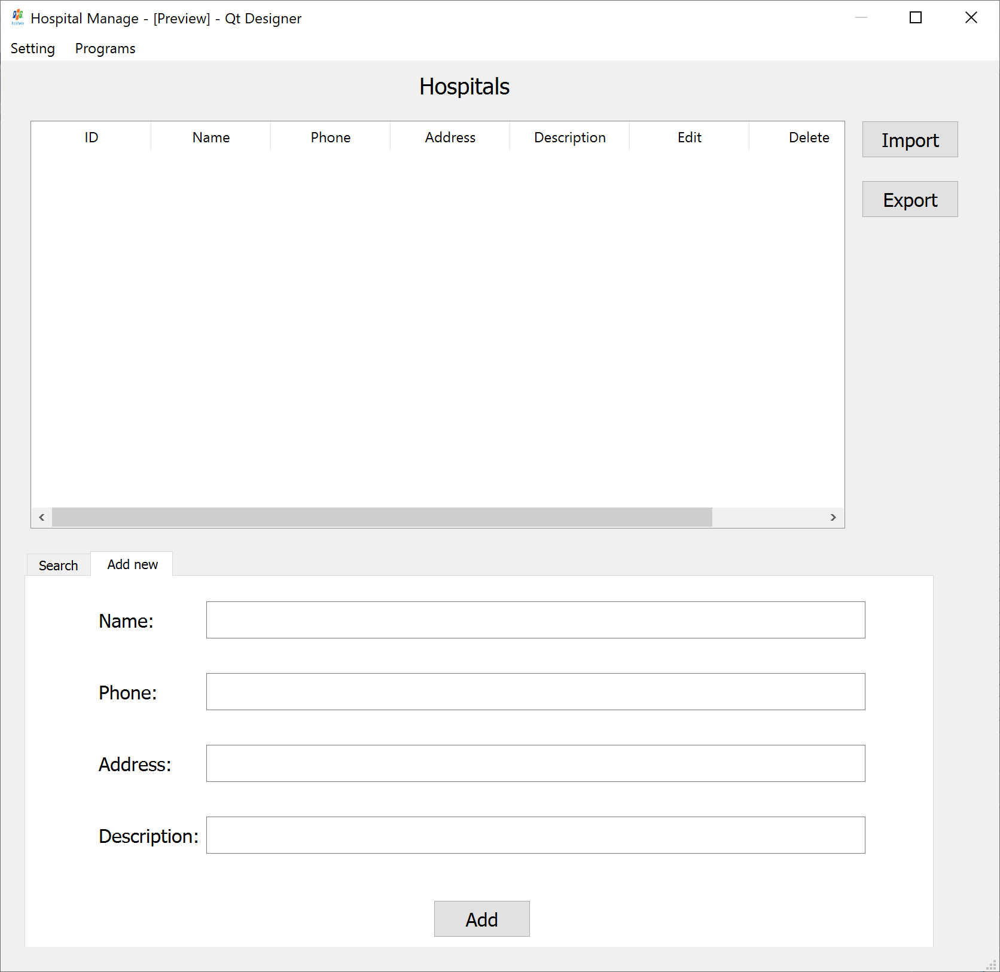 Hospital Manage - [Preview] - Qt Designer
Setting Programs
Hospitals
ID Name Phone Address Description Edit Delete
Import
Export
Search Add new
Name:
Phone:
Address:
Description:
Add